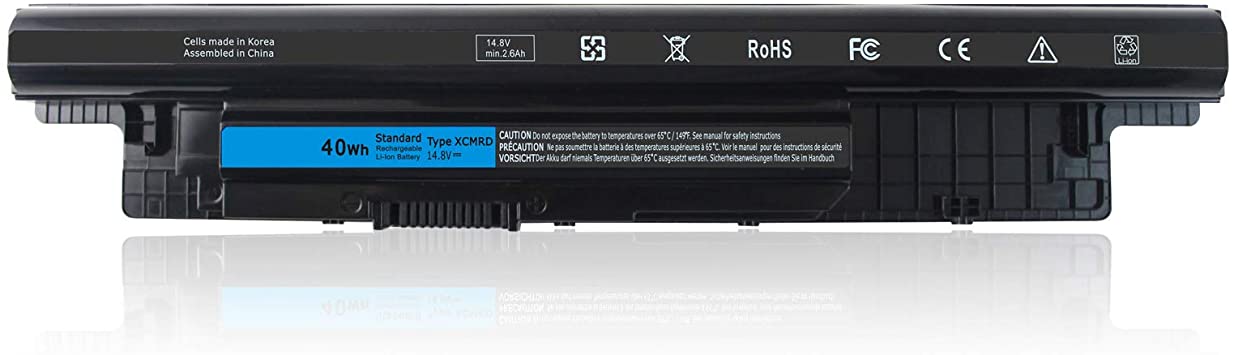 Cells made in Korea
Assembled in China
14.8V
min.2.6Ah
RoHS
FC
CE
Li-ion
40Wh
Standard
Rechargeable
Li-Ion Battery
Type XCMRD
14.8V⎓
CAUTION Do not expose the battery to temperatures over 65°C / 149°F. See manual for safety instructions
ATTENTION Ne pas exposer la batterie à des températures supérieures à 65°C. Voir le manuel pour des instructions de sécurité
VORSICHT!Der Akku darf niemals Temperaturen über 65°C ausgesetzt werden. Sicherheitsanweisungen finden Sie im Handbuch